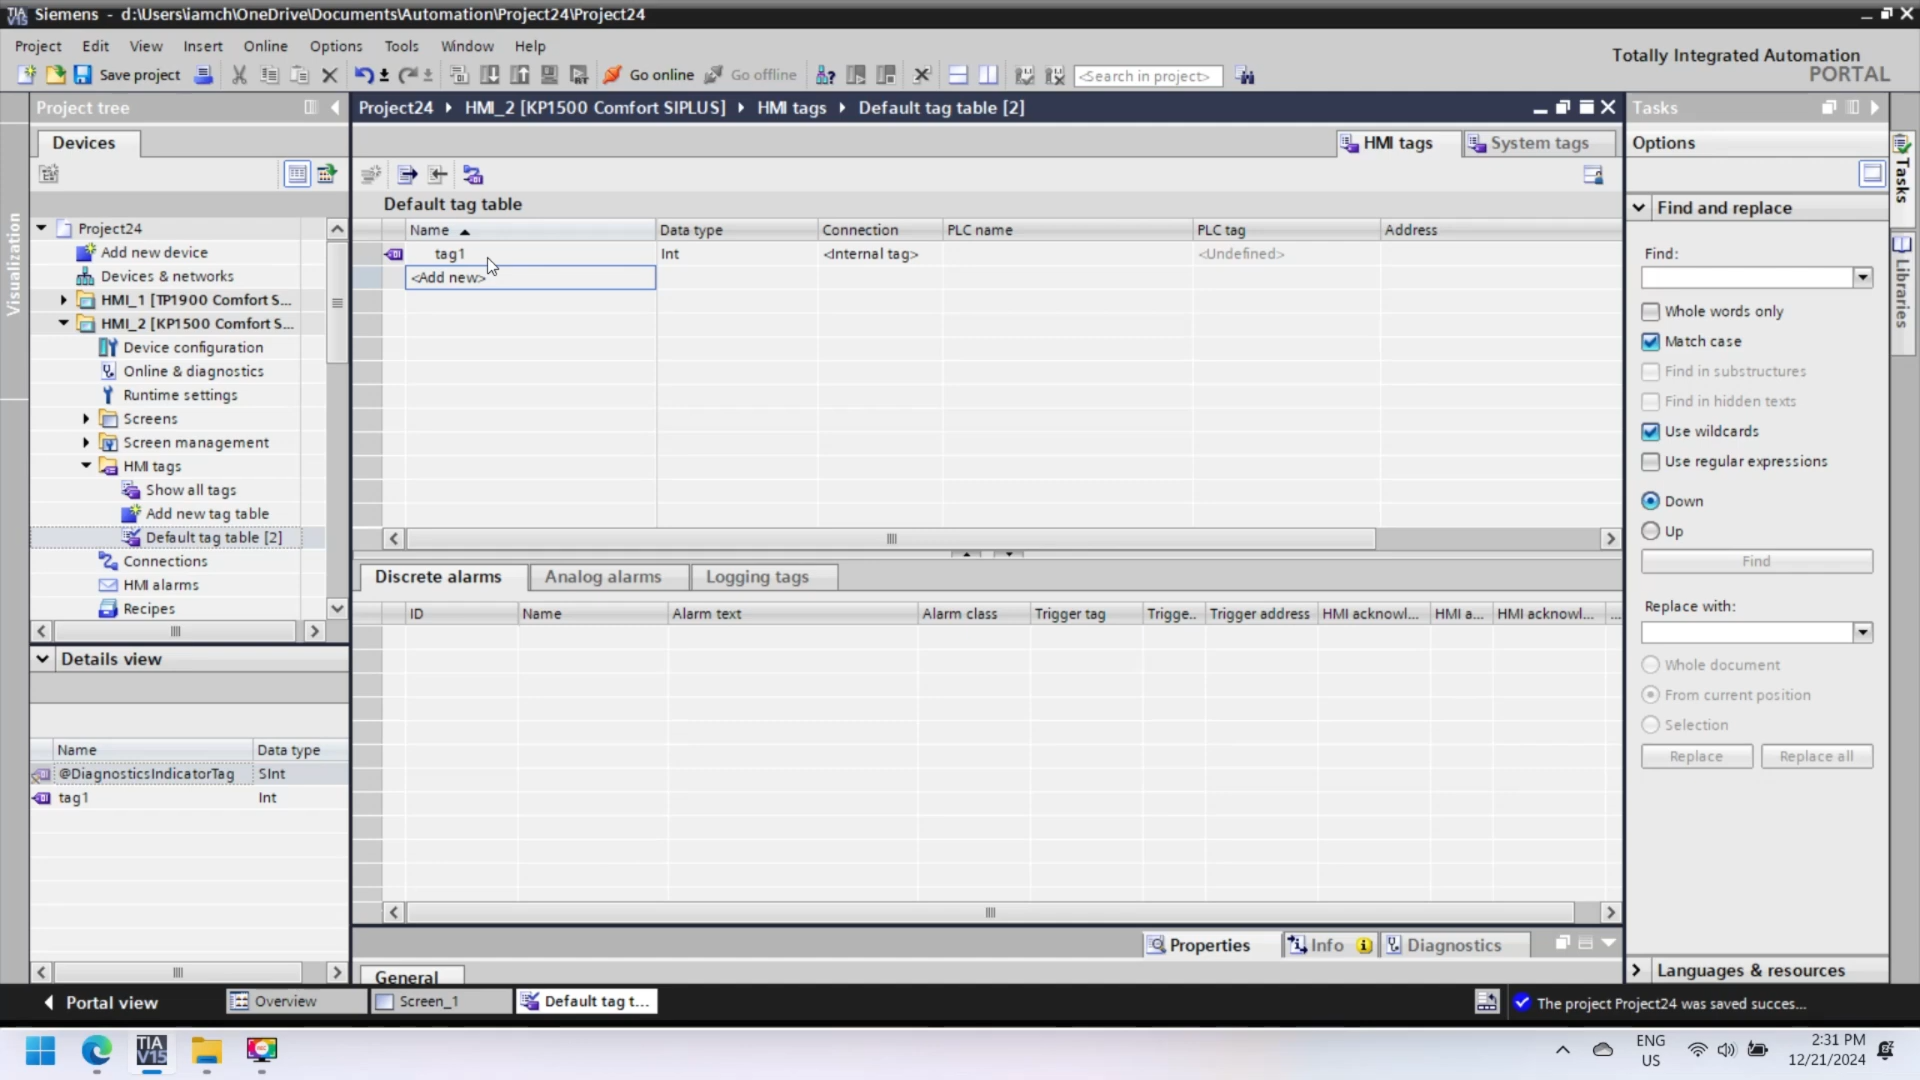 Siemens - d:\Users\iamch\OneDrive\Documents\Automation\Project24\Project24
Project Edit View Insert Online Options Tools Window Help
Totally Integrated Automation
PORTAL
Save project Go online Go offline <Search in project>
Project tree
Project24 HMI_2 [KP1500 Comfort SIPLUS] HMI tags Default tag table [2]
Tasks
Devices
HMI tags System tags
Options
Default tag table
Find and replace
Name Data type Connection PLC name PLC tag Address
tag1 Int <Internal tag> <Undefined>
<Add new>
Project24
Add new device
Devices & networks
HMI_1 [TP1900 Comfort S...
HMI_2 [KP1500 Comfort S...
Device configuration
Online & diagnostics
Runtime settings
Screens
Screen management
HMI tags
Show all tags
Add new tag table
Default tag table [2]
Connections
HMI alarms
Recipes
Visualization
Find:
Whole words only
Match case
Find in substructures
Find in hidden texts
Use wildcards
Use regular expressions
Down
Up
Find
Replace with:
Whole document
From current position
Selection
Replace Replace all
Languages & resources
Tasks
Libraries
Discrete alarms Analog alarms Logging tags
ID Name Alarm text Alarm class Trigger tag Trigge.. Trigger address HMI acknowl... HMI a... HMI acknowl... ...
Details view
Name Data type
@DiagnosticsIndicatorTag SInt
tag1 Int
Properties Info Diagnostics
General
Portal view Overview Screen_1 Default tag t... The project Project24 was saved succes...
TIA V15
ENG
US
2:31 PM
12/21/2024